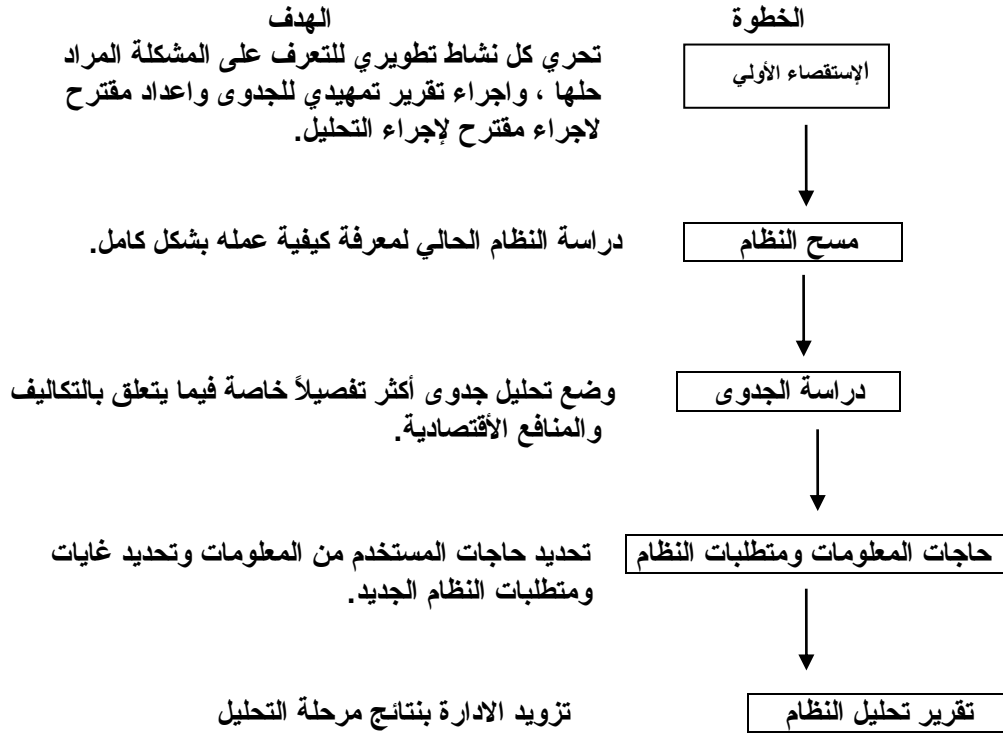 الخطوة الهدف
الإستقصاء الأولي
تحري كل نشاط تطويري للتعرف على المشكلة المراد
حلها ، واجراء تقرير تمهيدي للجدوى واعداد مقترح
لاجراء مقترح لإجراء التحليل.
مسح النظام
دراسة النظام الحالي لمعرفة كيفية عمله بشكل كامل.
دراسة الجدوى
وضع تحليل جدوى أكثر تفصيلاً خاصة فيما يتعلق بالتكاليف
والمنافع الأقتصادية.
حاجات المعلومات ومتطلبات النظام
تحديد حاجات المستخدم من المعلومات وتحديد غايات
ومتطلبات النظام الجديد.
تقرير تحليل النظام
تزويد الادارة بنتائج مرحلة التحليل